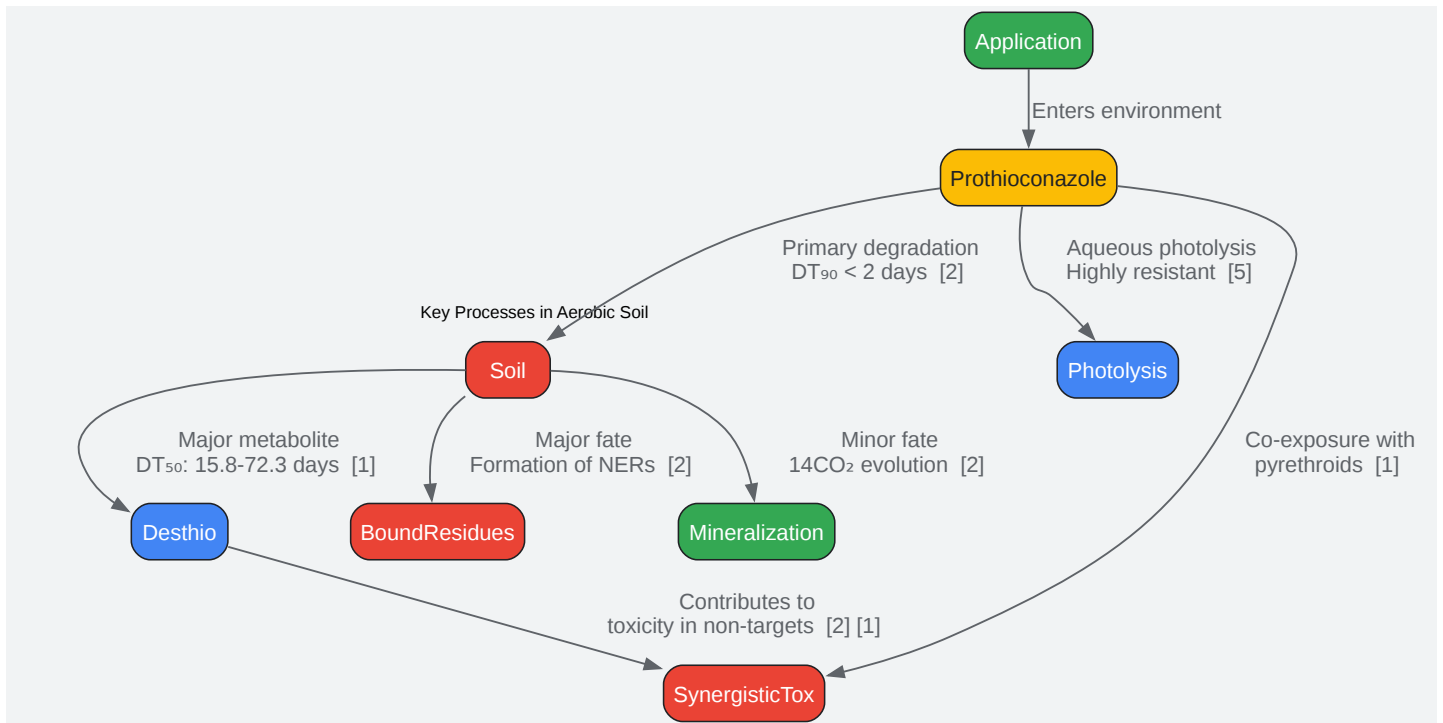 Application
Enters environment
Prothioconazole
Primary degradation
DT₉₀ < 2 days [2]
Aqueous photolysis
Highly resistant [5]
Key Processes in Aerobic Soil
Soil
Photolysis
Major metabolite
DT₅₀: 15.8-72.3 days [1]
Major fate
Formation of NERs [2]
Minor fate
14CO₂ evolution [2]
Co-exposure with
pyrethroids [1]
Desthio
BoundResidues
Mineralization
Contributes to
toxicity in non-targets [2] [1]
SynergisticTox